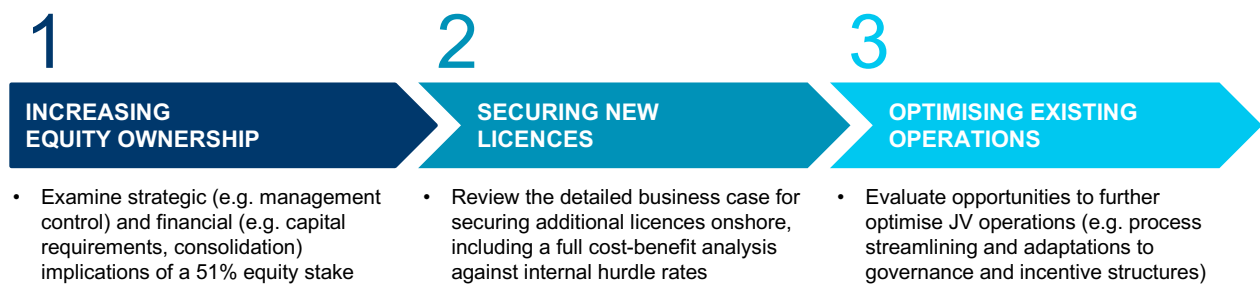 1
INCREASING
EQUITY OWNERSHIP
• Examine strategic (e.g. management
control) and financial (e.g. capital
requirements, consolidation)
implications of a 51% equity stake
2
SECURING NEW
LICENCES
• Review the detailed business case for
securing additional licences onshore,
including a full cost-benefit analysis
against internal hurdle rates
3
OPTIMISING EXISTING
OPERATIONS
• Evaluate opportunities to further
optimise JV operations (e.g. process
streamlining and adaptations to
governance and incentive structures)